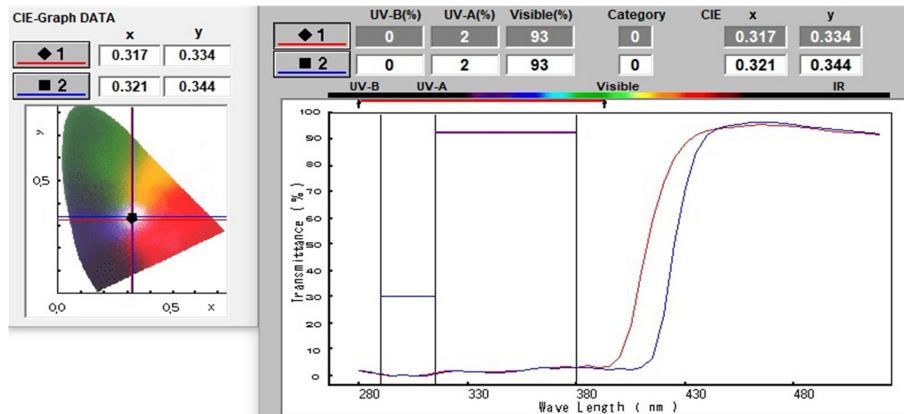 CIE-Graph DATA
x y
1 0.317 0.334
2 0.321 0.344
y
0,5
0,0 0,5 x
UV-B(%) UV-A(%) Visible(%) Category CIE x y
1 0 2 93 0 0.317 0.334
2 0 2 93 0 0.321 0.344
UV-B UV-A Visible IR
Transmittance (%)
100
90
80
70
60
50
40
30
20
10
0
280 330 380 430 480
Wave Length ( nm )